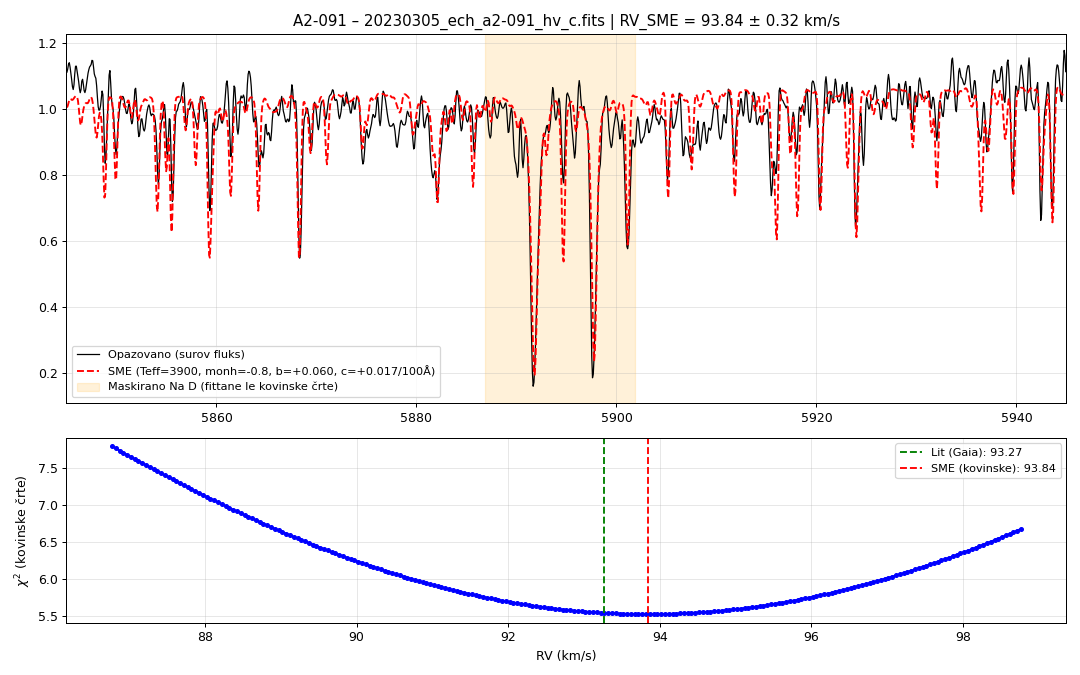 A2-091 – 20230305_ech_a2-091_hv_c.fits | RV_SME = 93.84 ± 0.32 km/s
1.2
1.0
0.8
0.6
0.4
0.2
Opazovano (surov fluks)
SME (Teff=3900, monh=-0.8, b=+0.060, c=+0.017/100Å)
Maskirano Na D (fittane le kovinske črte)
5860
5880
5900
5920
5940
χ² (kovinske črte)
7.5
7.0
6.5
6.0
5.5
Lit (Gaia): 93.27
SME (kovinske): 93.84
88
90
92
94
96
98
RV (km/s)